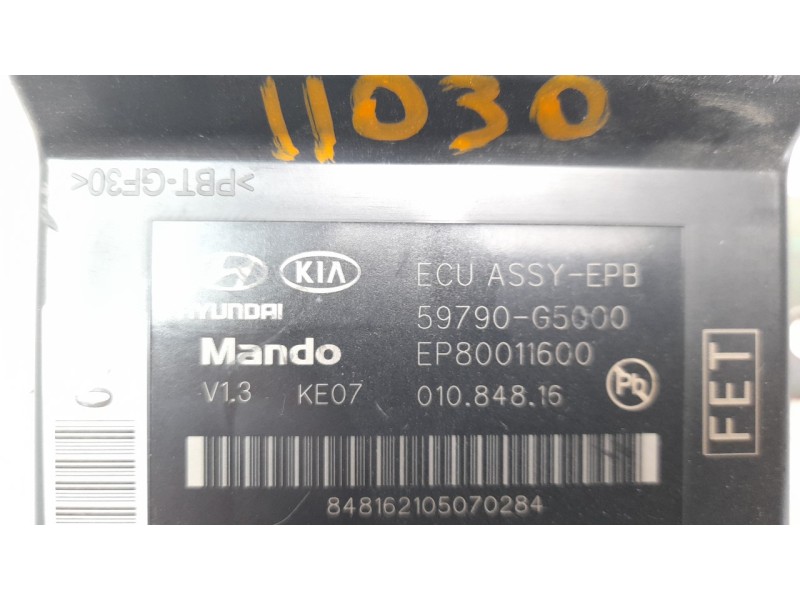 11030
>PBT-GF30<
HYUNDAI KIA ECU ASSY-EPB
59790-G5000
Mando EP80011600
V1.3 KE07 010.848.16
Pb
FET
848162105070284
0